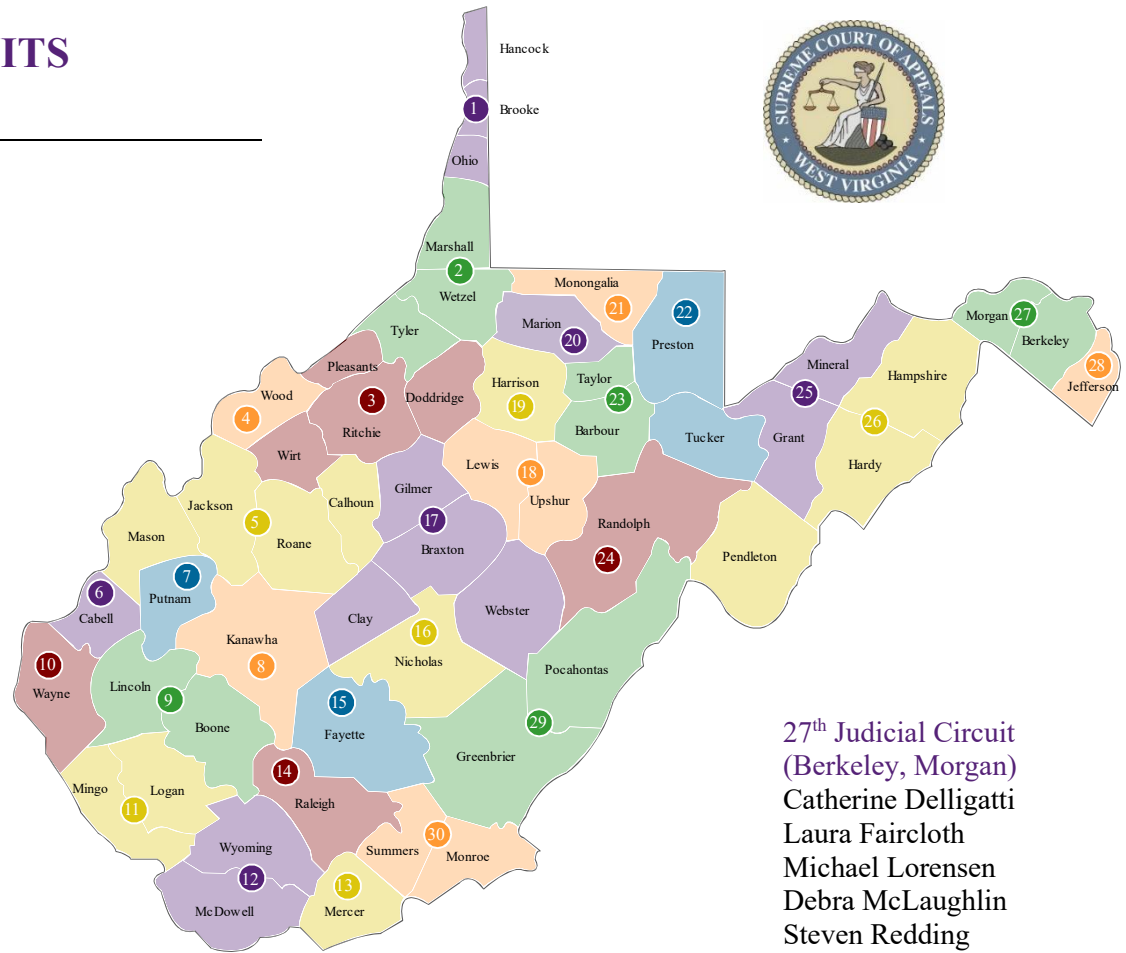 ITS
SUPREME COURT OF APPEALS
WEST VIRGINIA
Hancock
1
Brooke
Ohio
Marshall
2
Wetzel
Monongalia
21
22
Marion
20
Preston
Tyler
Morgan
27
Berkeley
28
Jefferson
Pleasants
Mineral
25
Hampshire
26
Taylor
23
Harrison
19
Doddridge
Wood
4
3
Ritchie
Barbour
Tucker
Grant
Hardy
Wirt
Lewis
18
Upshur
Gilmer
17
Calhoun
Jackson
5
Roane
Mason
Braxton
Randolph
24
Pendleton
7
Putnam
6
Cabell
Clay
Webster
Kanawha
8
16
Nicholas
10
Wayne
Lincoln
9
Boone
Pocahontas
29
15
Fayette
Greenbrier
14
Raleigh
Mingo
Logan
11
Wyoming
12
McDowell
Summers
30
Monroe
13
Mercer
27th Judicial Circuit
(Berkeley, Morgan)
Catherine Delligatti
Laura Faircloth
Michael Lorensen
Debra McLaughlin
Steven Redding